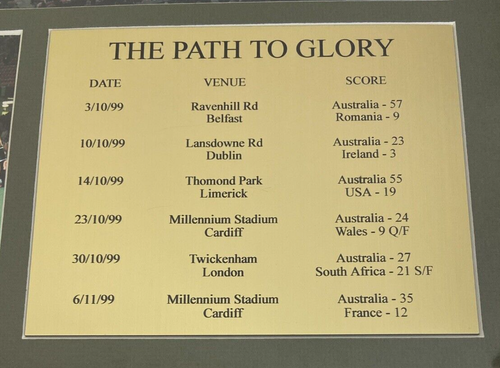 THE PATH TO GLORY
DATE VENUE SCORE
3/10/99 Ravenhill Rd Australia - 57
Belfast Romania - 9
10/10/99 Lansdowne Rd Australia - 23
Dublin Ireland - 3
14/10/99 Thomond Park Australia 55
Limerick USA - 19
23/10/99 Millennium Stadium Australia - 24
Cardiff Wales - 9 Q/F
30/10/99 Twickenham Australia - 27
London South Africa - 21 S/F
6/11/99 Millennium Stadium Australia - 35
Cardiff France - 12